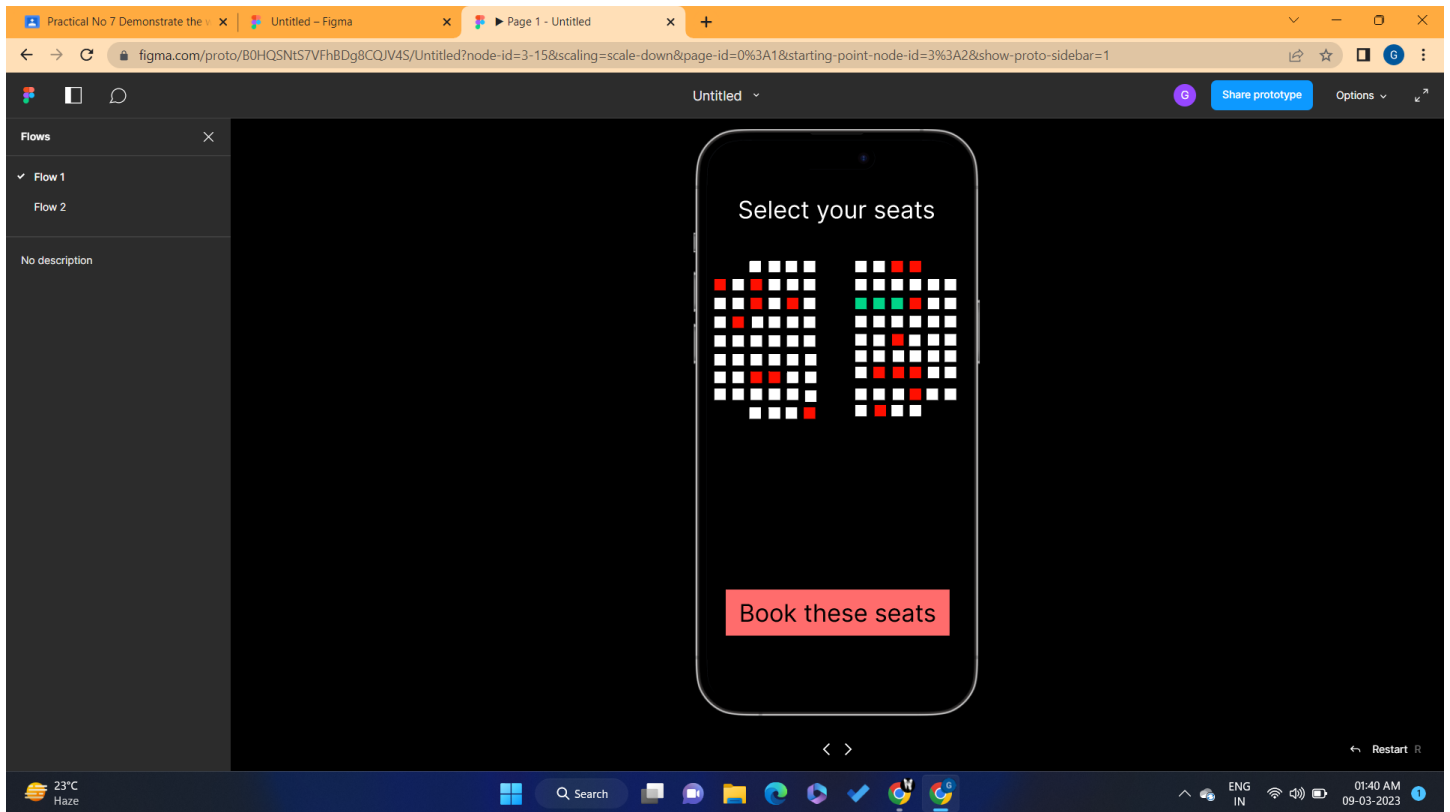 Practical No 7 Demonstrate the w
Untitled – Figma
Page 1 - Untitled
figma.com/proto/B0HQSNtS7VFhBDg8CQJV4S/Untitled?node-id=3-15&scaling=scale-down&page-id=0%3A1&starting-point-node-id=3%3A2&show-proto-sidebar=1
G
Untitled
G
Share prototype
Options
Flows
Flow 1
Flow 2
No description
Select your seats
Book these seats
Restart R
23°C
Haze
Search
W
G
ENG
IN
01:40 AM
09-03-2023
1